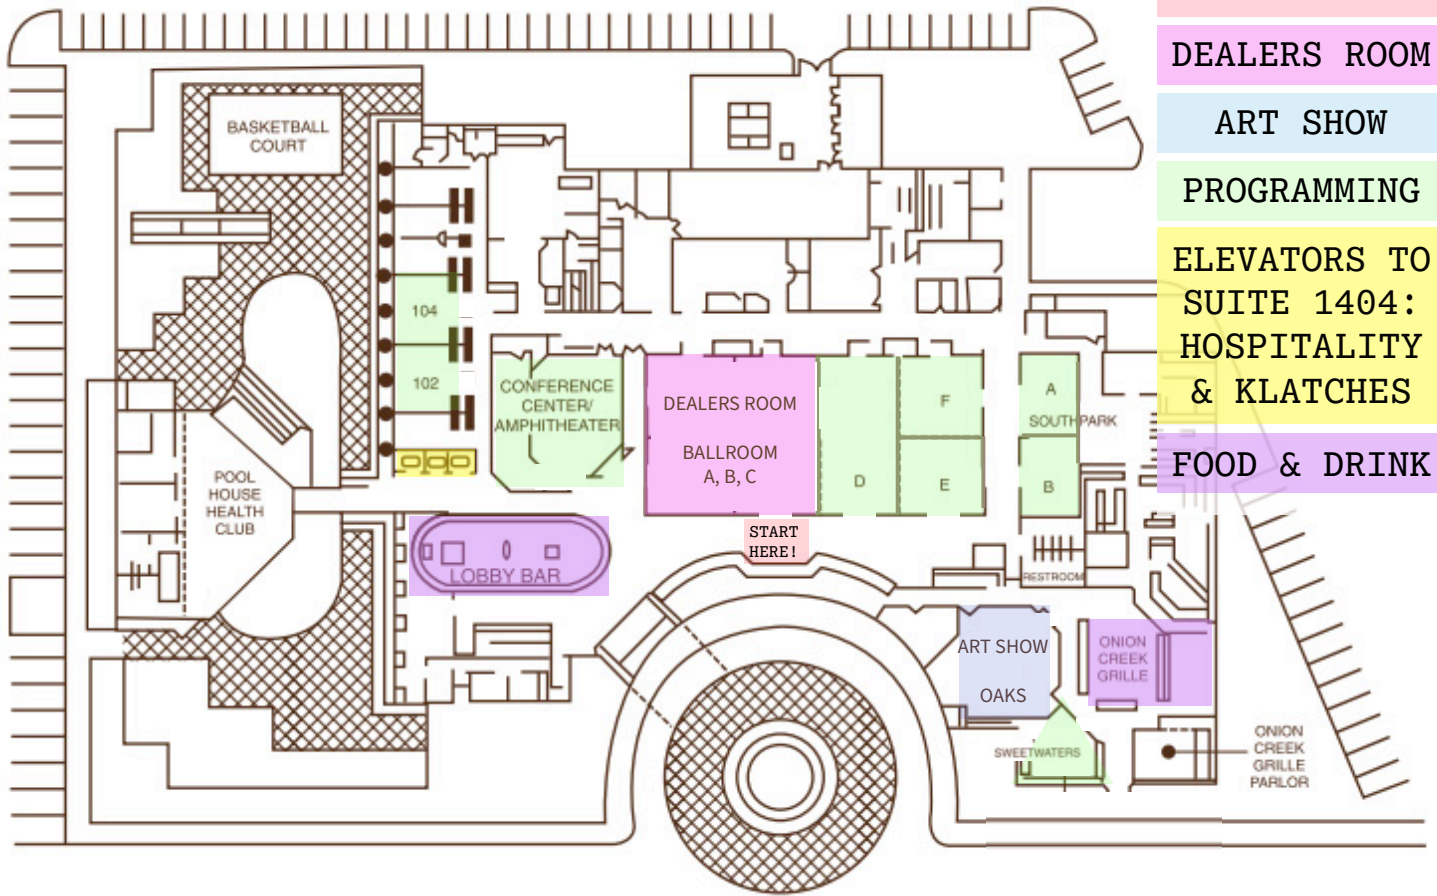 DEALERS ROOM
ART SHOW
PROGRAMMING
ELEVATORS TO
SUITE 1404:
HOSPITALITY
& KLATCHES
FOOD & DRINK
BASKETBALL
COURT
104
102
CONFERENCE
CENTER/
AMPHITHEATER
DEALERS ROOM
BALLROOM
A, B, C
D
F
E
A
SOUTHPARK
B
POOL
HOUSE
HEALTH
CLUB
START
HERE!
LOBBY BAR
RESTROOM
ART SHOW
OAKS
ONION
CREEK
GRILLE
SWEETWATERS
ONION
CREEK
GRILLE
PARLOR